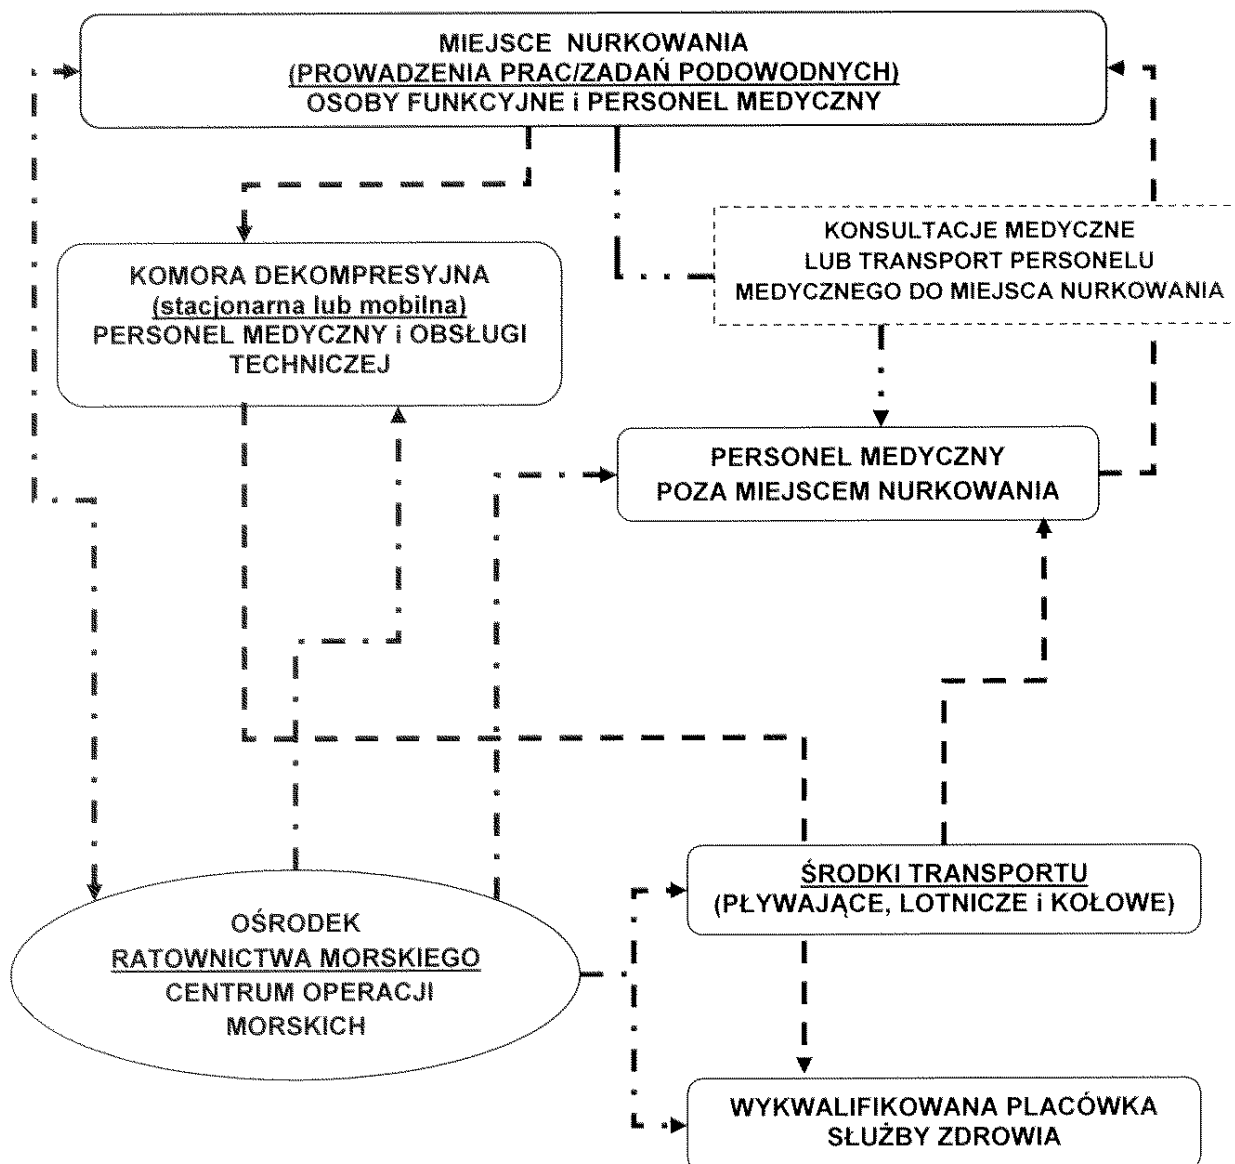 MIEJSCE NURKOWANIA
(PROWADZENIA PRAC/ZADAŃ PODOWODNYCH)
OSOBY FUNKCYJNE i PERSONEL MEDYCZNY
KONSULTACJE MEDYCZNE
LUB TRANSPORT PERSONELU
MEDYCZNEGO DO MIEJSCA NURKOWANIA
KOMORA DEKOMPRESYJNA
(stacjonarna lub mobilna)
PERSONEL MEDYCZNY i OBSŁUGI
TECHNICZEJ
PERSONEL MEDYCZNY
POZA MIEJSCEM NURKOWANIA
ŚRODKI TRANSPORTU
(PŁYWAJĄCE, LOTNICZE i KOŁOWE)
OŚRODEK
RATOWNICTWA MORSKIEGO
CENTRUM OPERACJI
MORSKICH
WYKWALIFIKOWANA PLACÓWKA
SŁUŻBY ZDROWIA